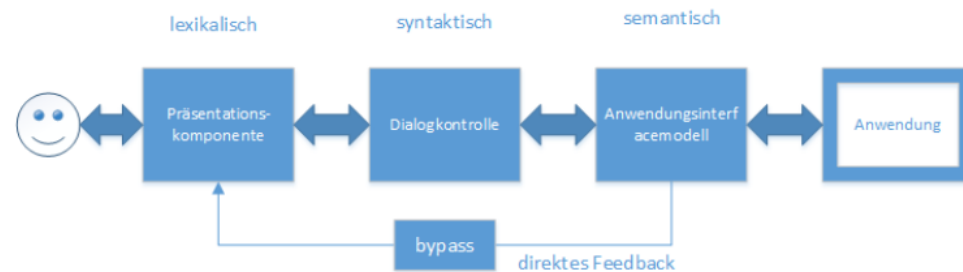 lexikalisch
syntaktisch
semantisch
Präsentations-
komponente
Dialogkontrolle
Anwendungsinterf
acemodell
Anwendung
bypass
direktes Feedback